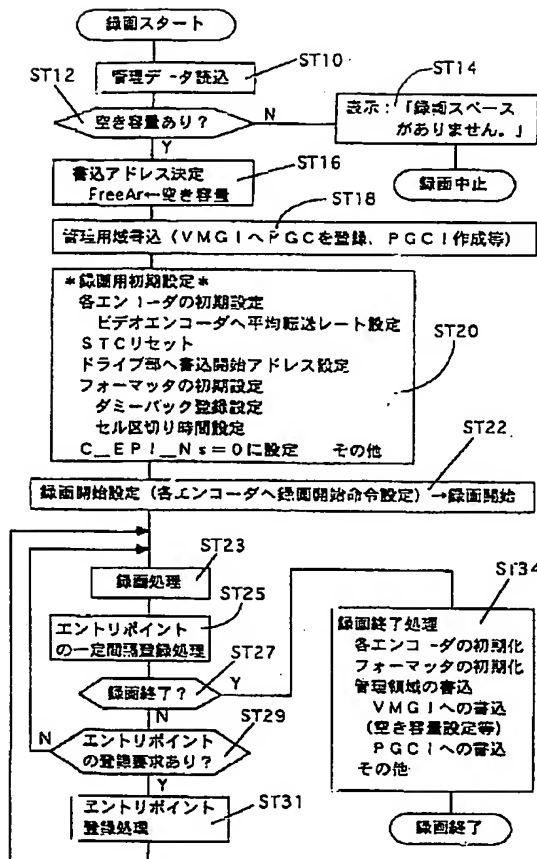 録画スタート
ST10
管理データ読込
ST12
空き容量あり？
N
Y
ST14
表示：「録画スペース
がありません。」
録画中止
ST16
書込アドレス決定
FreeAr←空き容量
ST18
管理用域書込（VMGIへPGCを登録、PGCI作成等）
ST20
＊録画用初期設定＊
各エンコーダの初期設定
ビデオエンコーダへ平均転送レート設定
STCリセット
ドライブ部へ書込開始アドレス設定
フォーマッタの初期設定
ダミーパック登録設定
セル区切り時間設定
C_EPI_Ns＝0に設定　その他
ST22
録画開始設定（各エンコーダへ録画開始命令設定）→録画開始
ST23
録画処理
ST25
エントリポイント
の一定間隔登録処理
ST27
録画終了？
Y
N
ST29
エントリポイント
の登録要求あり？
N
Y
ST31
エントリポイント
登録処理
ST34
録画終了処理
各エンコーダの初期化
フォーマッタの初期化
管理領域の書込
VMGIへの書込
（空き容量設定等）
PGCIへの書込
その他
録画終了